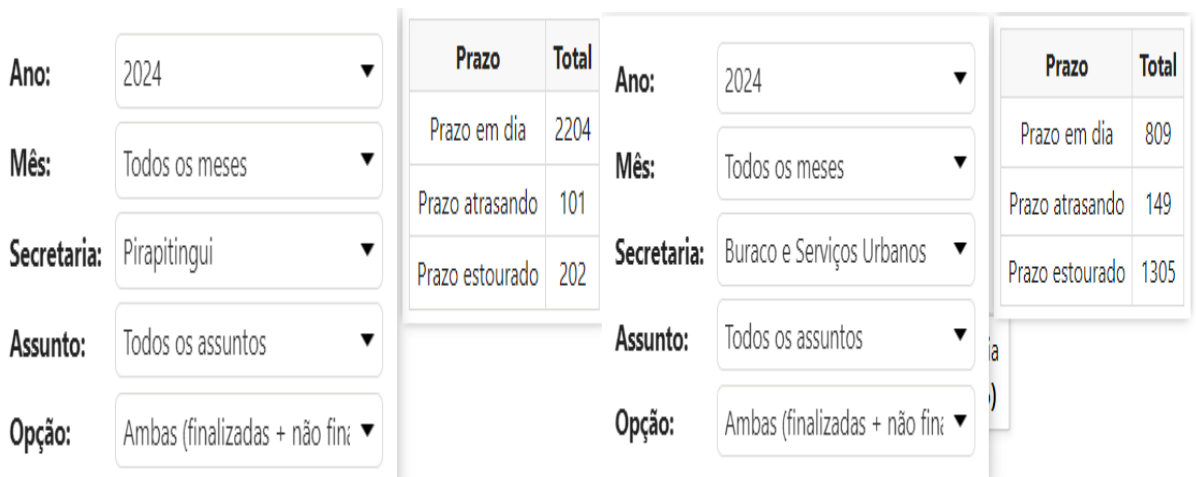 Ano: 2024
Mês: Todos os meses
Secretaria: Pirapitingui
Assunto: Todos os assuntos
Opção: Ambas (finalizadas + não fina
Prazo Total
Prazo em dia 2204
Prazo atrasando 101
Prazo estourado 202
Ano: 2024
Mês: Todos os meses
Secretaria: Buraco e Serviços Urbanos
Assunto: Todos os assuntos
Opção: Ambas (finalizadas + não fina
Prazo Total
Prazo em dia 809
Prazo atrasando 149
Prazo estourado 1305